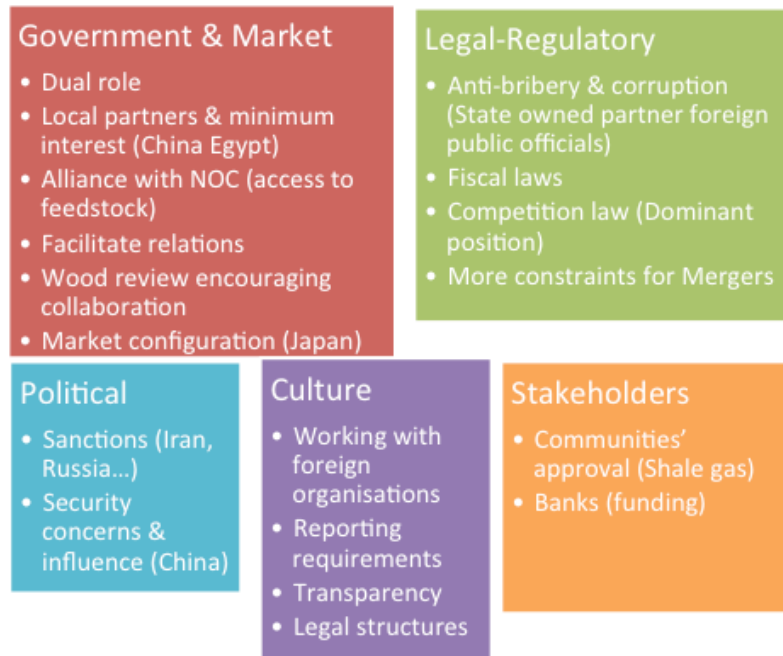 Government & Market
• Dual role
• Local partners & minimum
interest (China Egypt)
• Alliance with NOC (access to
feedstock)
• Facilitate relations
• Wood review encouraging
collaboration
• Market configuration (Japan)
Legal-Regulatory
• Anti-bribery & corruption
(State owned partner foreign
public officials)
• Fiscal laws
• Competition law (Dominant
position)
• More constraints for Mergers
Political
• Sanctions (Iran,
Russia...)
• Security
concerns &
influence (China)
Culture
• Working with
foreign
organisations
• Reporting
requirements
• Transparency
• Legal structures
Stakeholders
• Communities’
approval (Shale gas)
• Banks (funding)